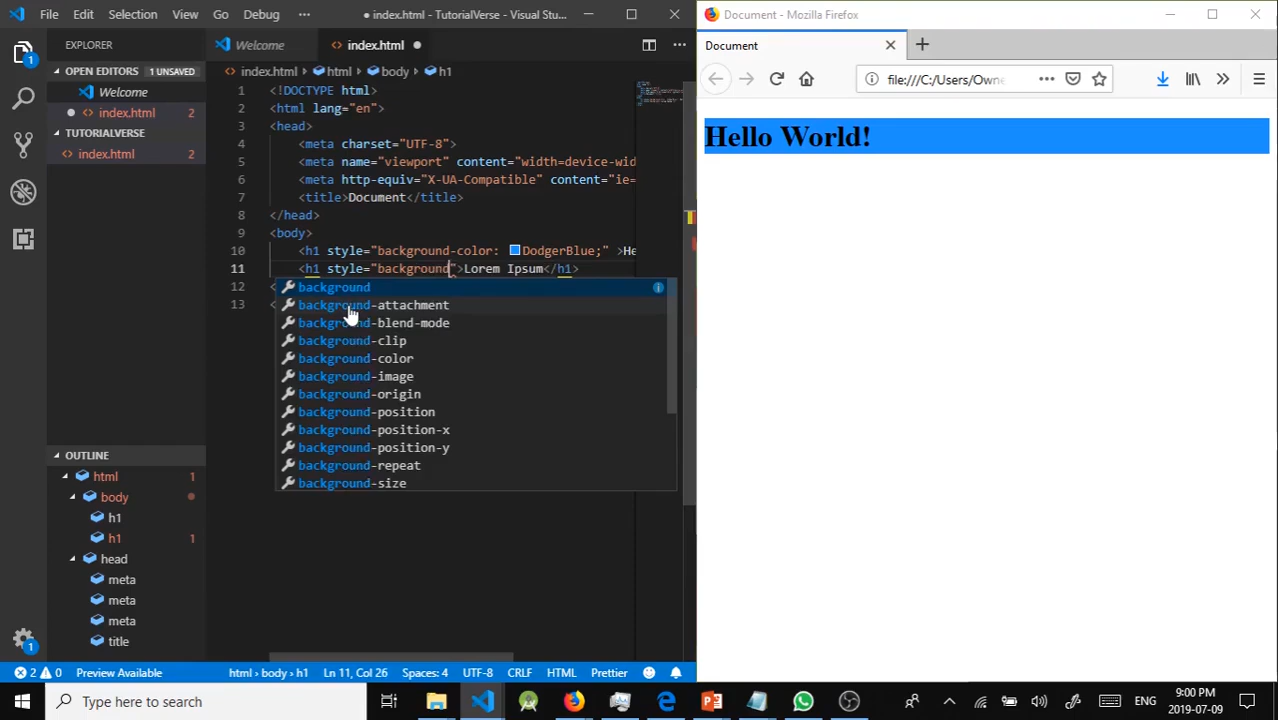 File Edit Selection View Go Debug ··· ● index.html - TutorialVerse - Visual Stu...
Document - Mozilla Firefox
EXPLORER
Welcome
index.html ●
Document
OPEN EDITORS 1 UNSAVED
Welcome
● index.html 2
TUTORIALVERSE
index.html 2
index.html › html › body › h1
file:///C:/Users/Owne
1 <!DOCTYPE html>
2 <html lang="en">
3 <head>
4 <meta charset="UTF-8">
5 <meta name="viewport" content="width=device-wid
6 <meta http-equiv="X-UA-Compatible" content="ie=
7 <title>Document</title>
8 </head>
9 <body>
10 <h1 style="background-color: DodgerBlue;" >He
11 <h1 style="background">Lorem Ipsum</h1>
12 <
13 <
background
background-attachment
background-blend-mode
background-clip
background-color
background-image
background-origin
background-position
background-position-x
background-position-y
background-repeat
background-size
Hello World!
OUTLINE
html 1
body
h1
h1 1
head
meta
meta
meta
title
1
1
2 0 Preview Available html › body › h1 Ln 11, Col 26 Spaces: 4 UTF-8 CRLF HTML Prettier
Type here to search
ENG
9:00 PM
2019-07-09